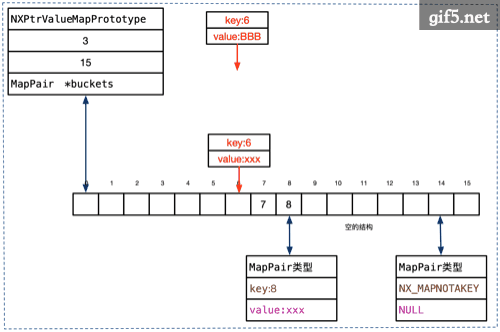 gif5.net
NXPtrValueMapPrototype
3
15
MapPair *buckets
key:6
value:BBB
key:6
value:xxx
1 2 3 4 5 6 7 8 9 10 11 12 13 14 15
7 8
空的结构
MapPair类型
key:8
value:xxx
MapPair类型
NX_MAPNOTAKEY
NULL